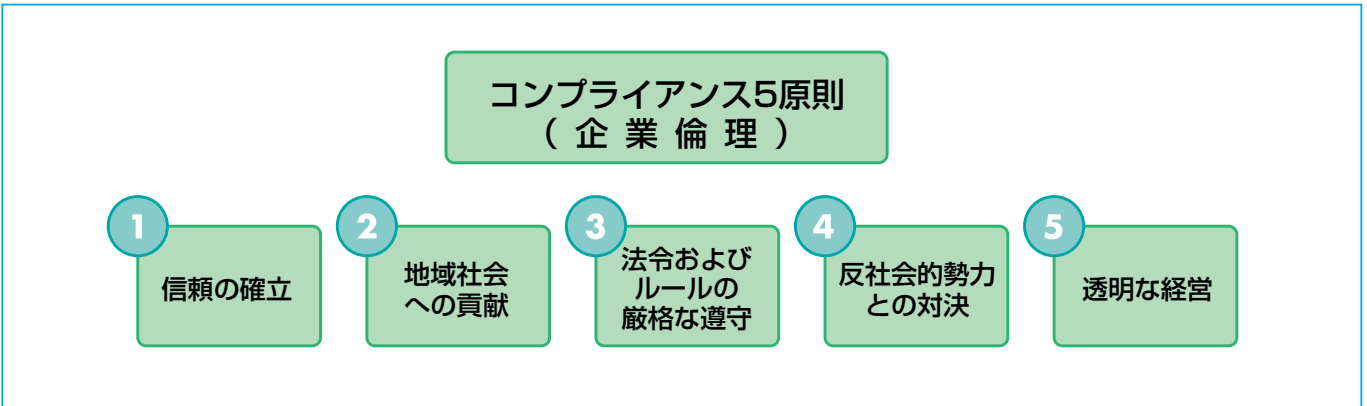 コンプライアンス5原則
（ 企 業 倫 理 ）
1
信頼の確立
2
地域社会
への貢献
3
法令および
ルールの
厳格な遵守
4
反社会的勢力
との対決
5
透明な経営